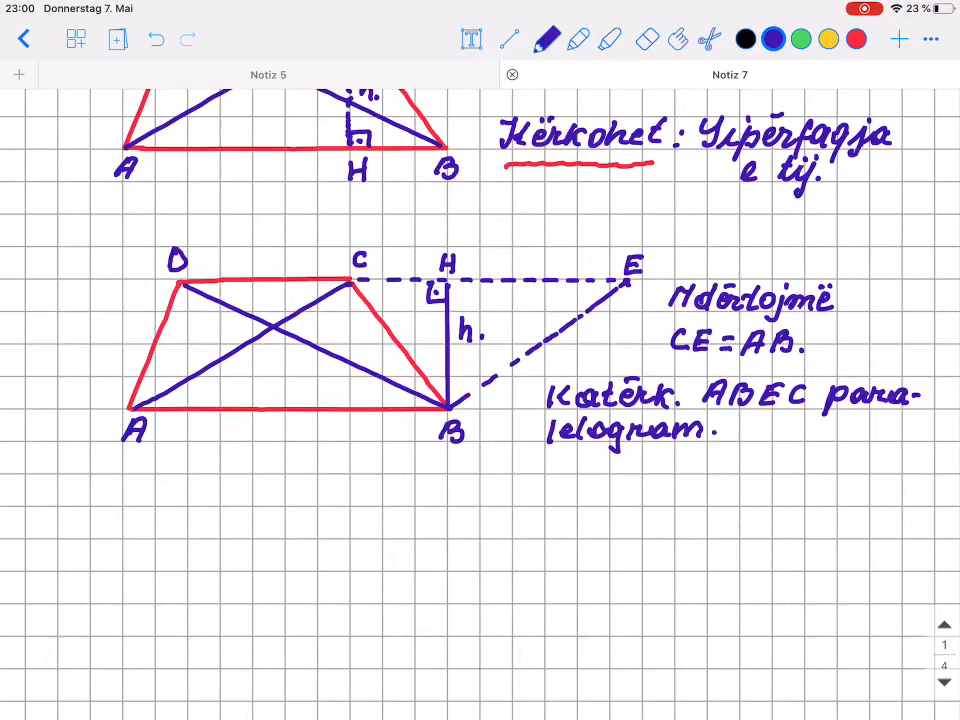 23:00 Donnerstag 7. Mai
23 %
Notiz 5
Notiz 7
h.
A
H
B
Kërkohet : Sipërfaqja
e tij.
D
C
H
E
h.
Ndërtojmë
CE = AB.
Katërk. ABEC para-
lelogram.
A
B
1
4